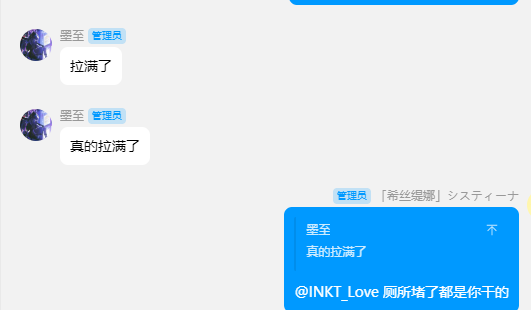 墨至 管理员
拉满了
墨至 管理员
真的拉满了
管理员 「希丝缇娜」システィーナ
墨至
真的拉满了
@INKT_Love 厕所堵了都是你干的